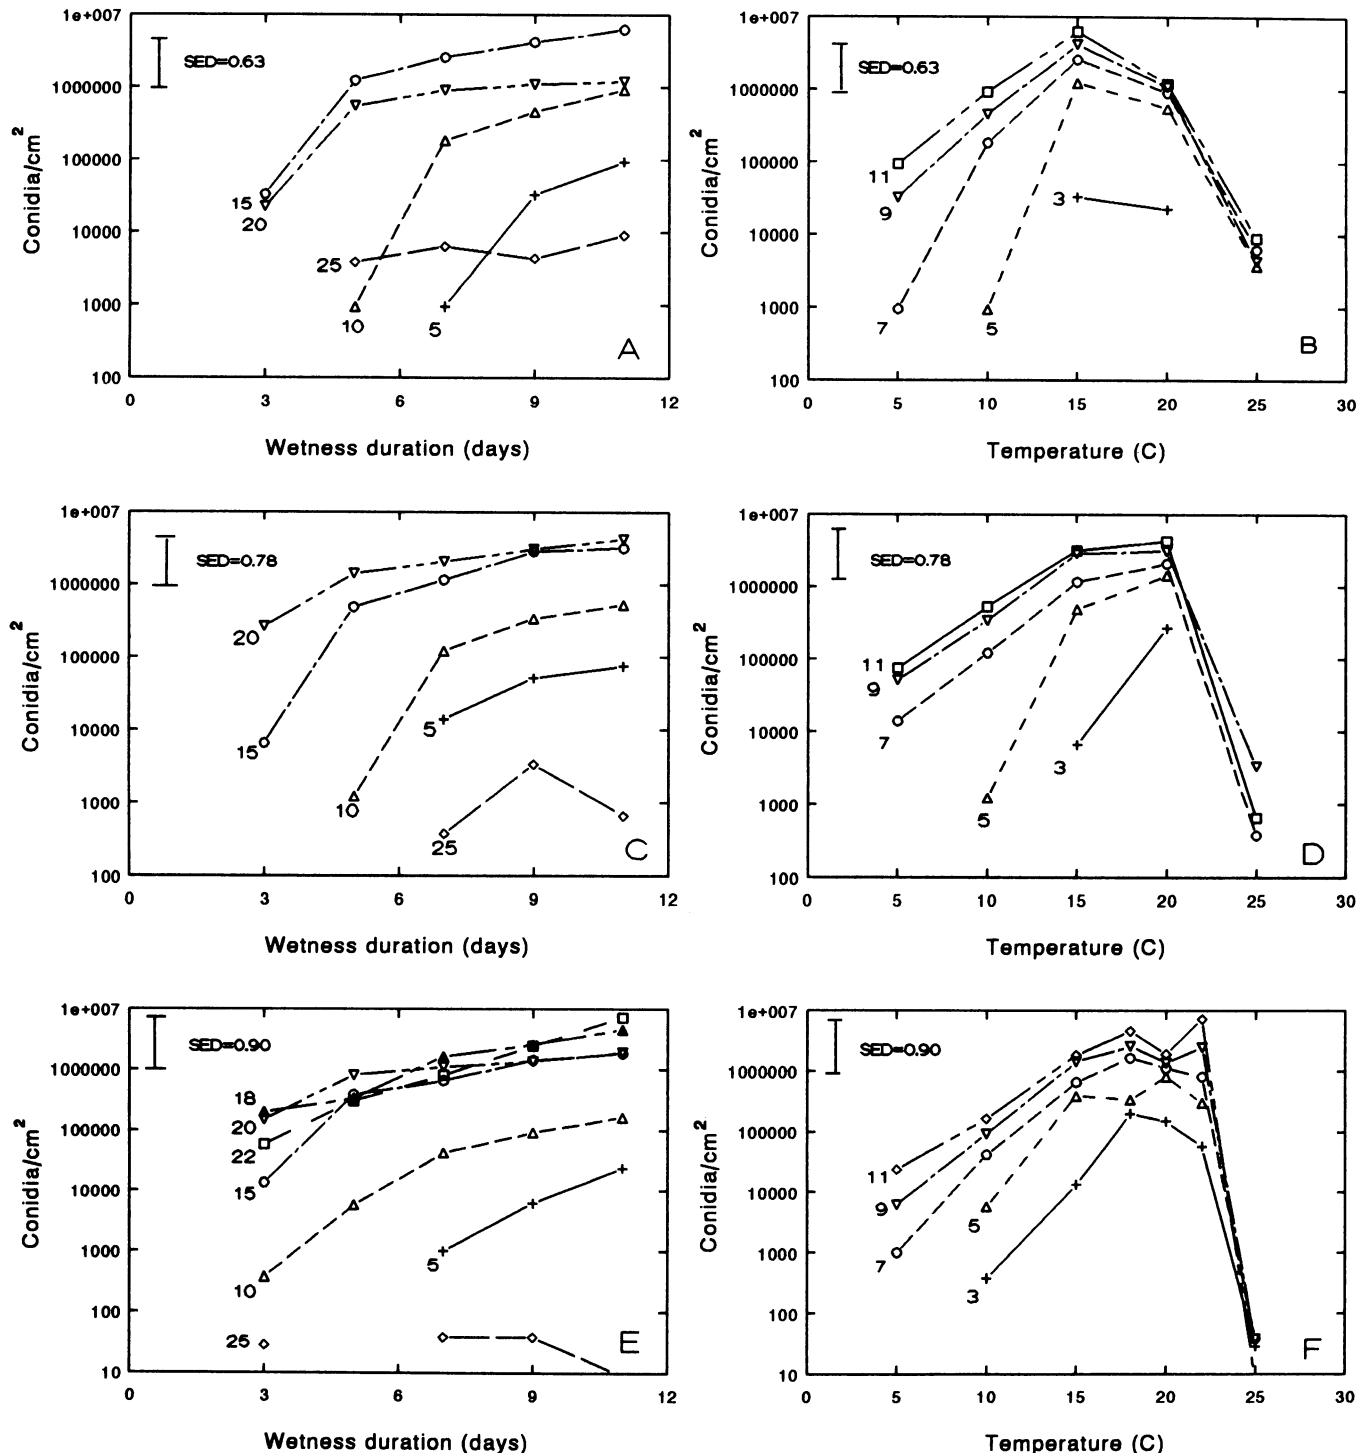 1e+007
1000000
100000
10000
1000
100
Conidia/cm2
SED=0.63
15
20
25
10
5
A
0 3 6 9 12
Wetness duration (days)
1e+007
1000000
100000
10000
1000
100
Conidia/cm2
SED=0.63
11
9
7
5
3
B
0 5 10 15 20 25 30
Temperature (C)
1e+007
1000000
100000
10000
1000
100
Conidia/cm2
SED=0.78
20
15
10
5
25
C
0 3 6 9 12
Wetness duration (days)
1e+007
1000000
100000
10000
1000
100
Conidia/cm2
SED=0.78
11
9
7
5
3
D
0 5 10 15 20 25 30
Temperature (C)
1e+007
1000000
100000
10000
1000
100
10
Conidia/cm2
SED=0.90
18
20
22
15
10
25
5
E
0 3 6 9 12
Wetness duration (days)
1e+007
1000000
100000
10000
1000
100
10
Conidia/cm2
SED=0.90
11
9
7
5
3
F
0 5 10 15 20 25 30
Temperature (C)